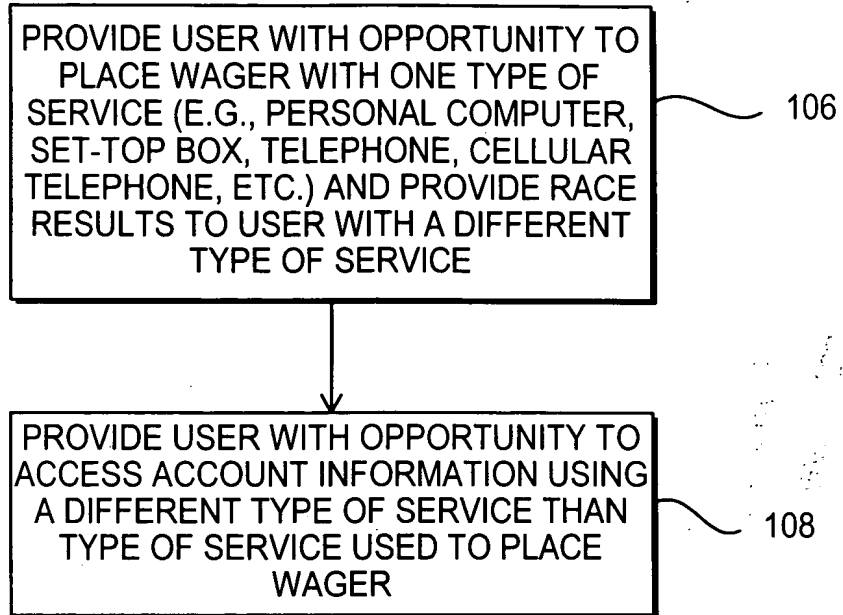 PROVIDE USER WITH OPPORTUNITY TO
PLACE WAGER WITH ONE TYPE OF
SERVICE (E.G., PERSONAL COMPUTER,
SET-TOP BOX, TELEPHONE, CELLULAR
TELEPHONE, ETC.) AND PROVIDE RACE
RESULTS TO USER WITH A DIFFERENT
TYPE OF SERVICE
106
PROVIDE USER WITH OPPORTUNITY TO
ACCESS ACCOUNT INFORMATION USING
A DIFFERENT TYPE OF SERVICE THAN
TYPE OF SERVICE USED TO PLACE
WAGER
108